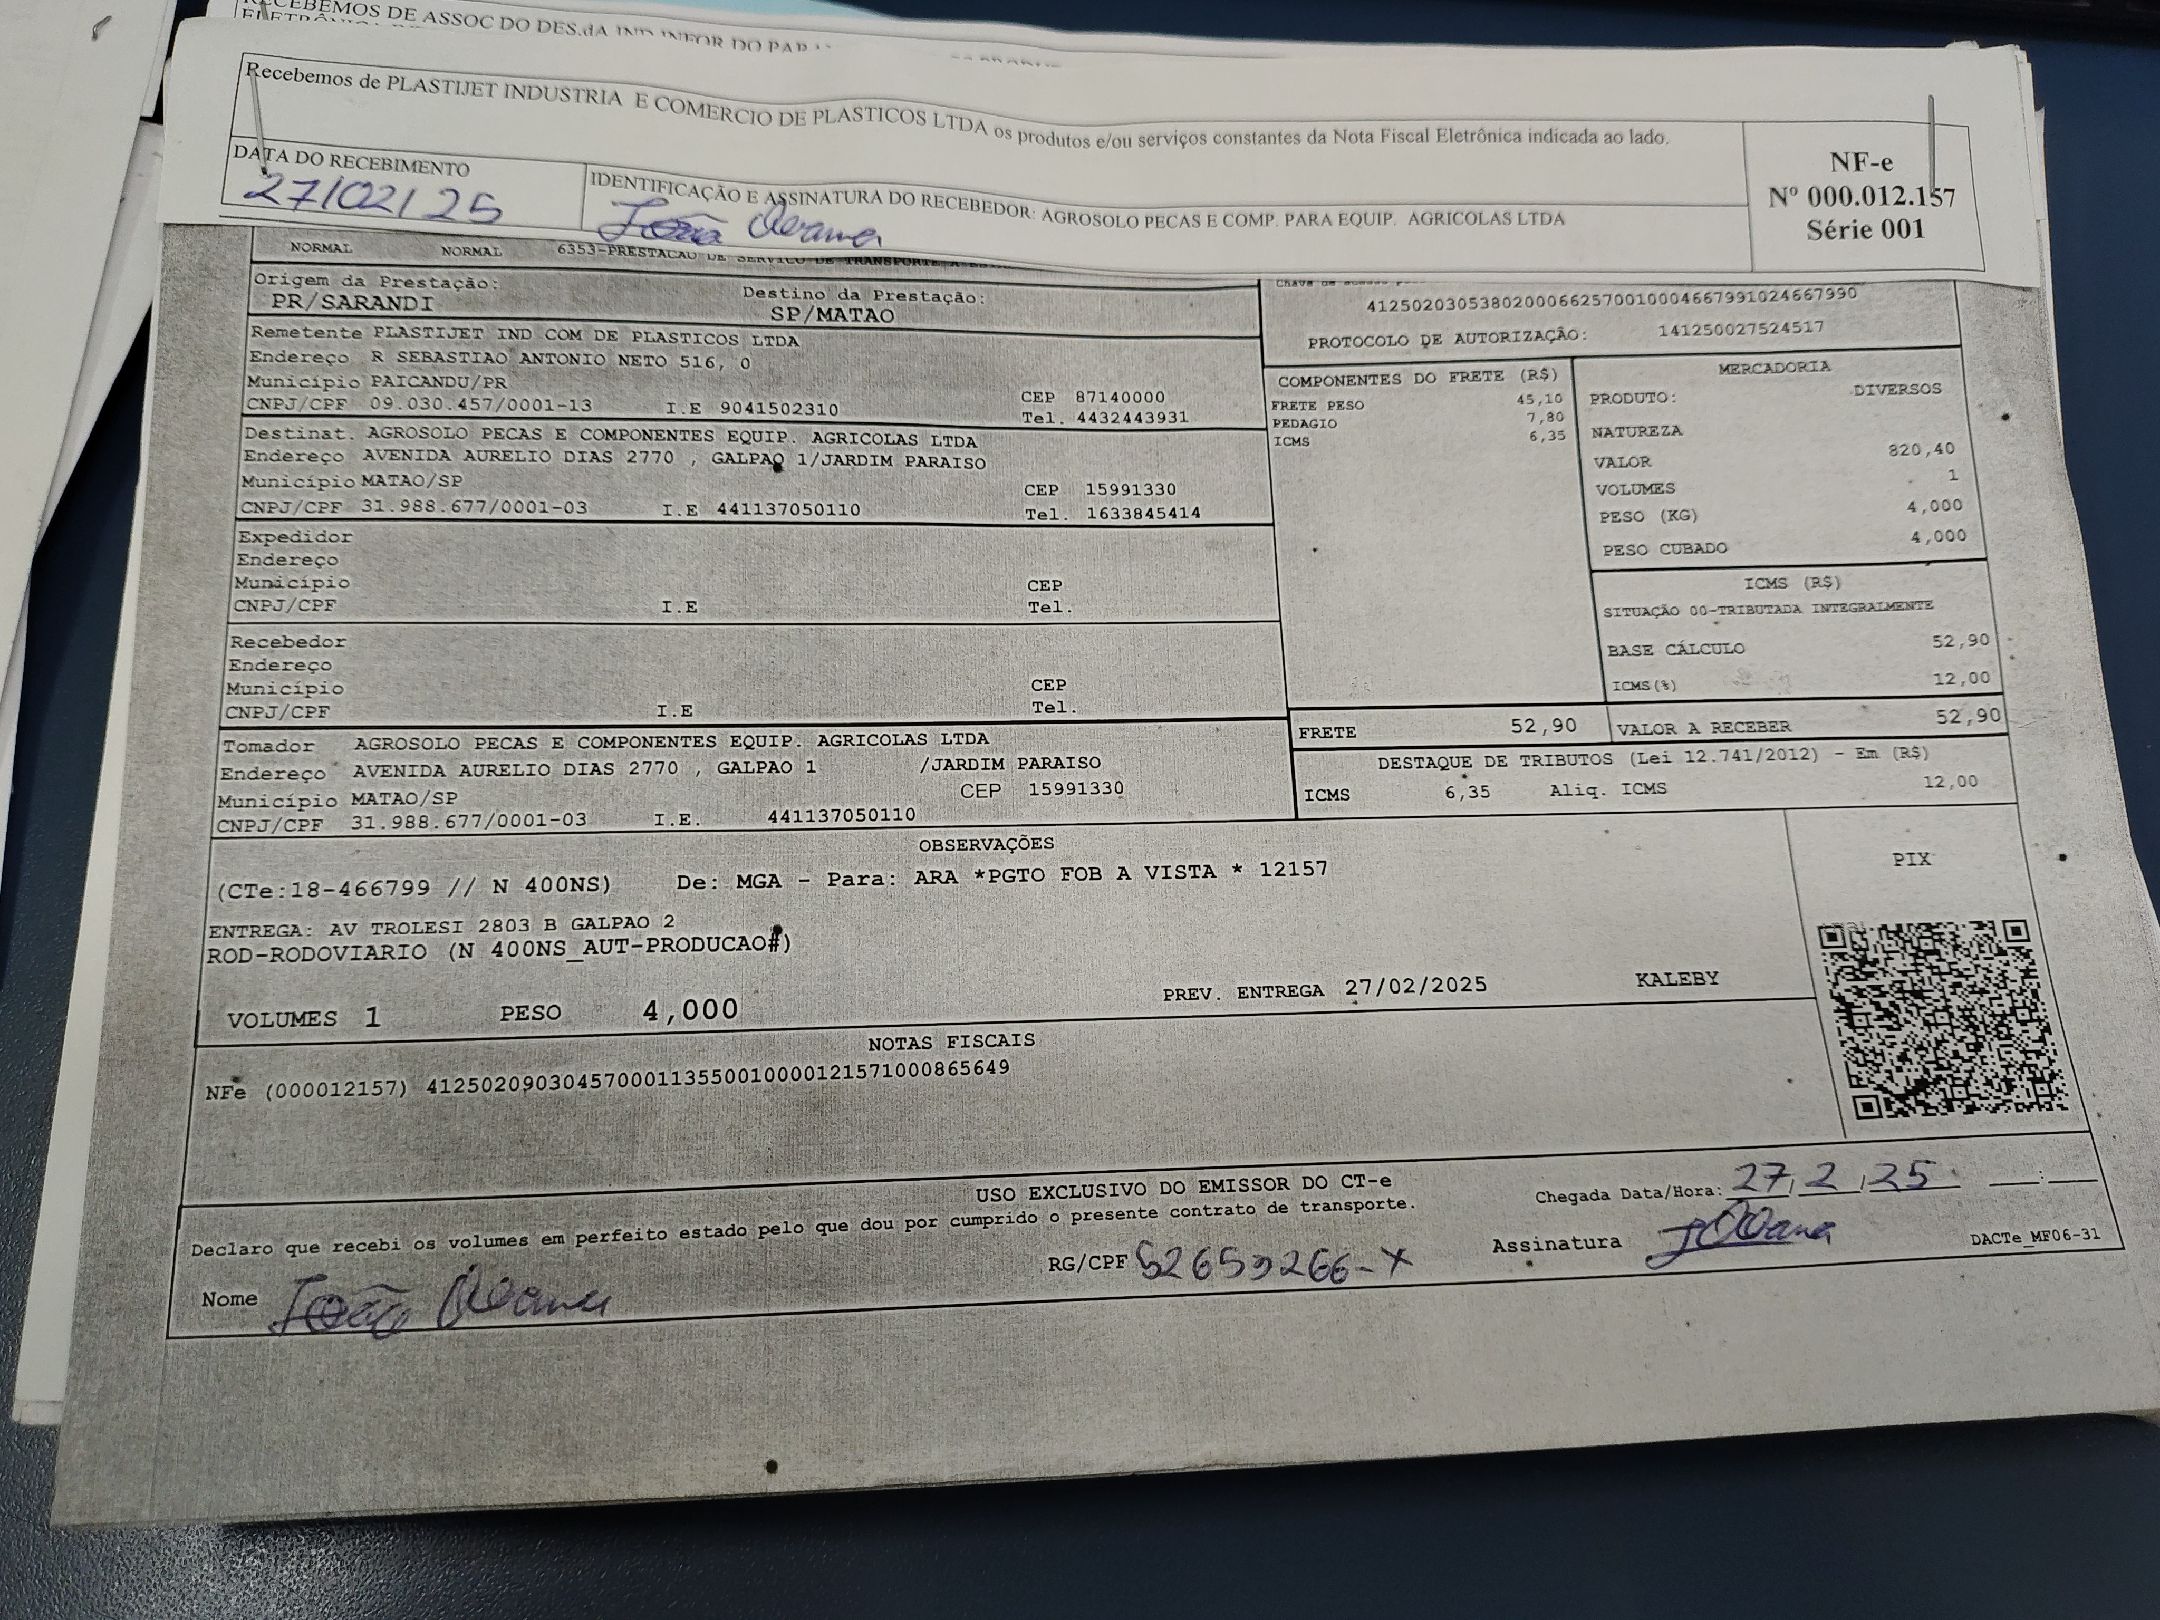 RECEBEMOS DE ASSOC DO DES.dA IND INFOR DO PAR
Recebemos de PLASTIJET INDUSTRIA E COMERCIO DE PLASTICOS LTDA os produtos e/ou serviços constantes da Nota Fiscal Eletrônica indicada ao lado.
DATA DO RECEBIMENTO
27/02/25
IDENTIFICAÇÃO E ASSINATURA DO RECEBEDOR: AGROSOLO PECAS E COMP. PARA EQUIP. AGRICOLAS LTDA
João
NF-e
Nº 000.012.157
Série 001
NORMAL NORMAL 6353-PRESTACAO DE SERVICO DE TRANSPORTE A
Origem da Prestação:
PR/SARANDI
Destino da Prestação:
SP/MATAO
41250203053802000662570010004667991024667990
PROTOCOLO DE AUTORIZAÇÃO: 141250027524517
Remetente PLASTIJET IND COM DE PLASTICOS LTDA
Endereço R SEBASTIAO ANTONIO NETO 516, 0
Município PAICANDU/PR CEP 87140000
CNPJ/CPF 09.030.457/0001-13 I.E 9041502310 Tel. 4432443931
Destinat. AGROSOLO PECAS E COMPONENTES EQUIP. AGRICOLAS LTDA
Endereço AVENIDA AURELIO DIAS 2770 , GALPAO 1/JARDIM PARAISO
Município MATAO/SP CEP 15991330
CNPJ/CPF 31.988.677/0001-03 I.E 441137050110 Tel. 1633845414
Expedidor
Endereço
Município CEP
CNPJ/CPF I.E Tel.
Recebedor
Endereço
Município CEP
CNPJ/CPF I.E Tel.
Tomador AGROSOLO PECAS E COMPONENTES EQUIP. AGRICOLAS LTDA
Endereço AVENIDA AURELIO DIAS 2770 , GALPAO 1 /JARDIM PARAISO
Município MATAO/SP CEP 15991330
CNPJ/CPF 31.988.677/0001-03 I.E. 441137050110
COMPONENTES DO FRETE (R$)
FRETE PESO 45,10
PEDAGIO 7,80
ICMS 6,35
MERCADORIA
PRODUTO: DIVERSOS
NATUREZA
VALOR 820,40
VOLUMES 1
PESO (KG) 4,000
PESO CUBADO 4,000
ICMS (R$)
SITUAÇÃO 00-TRIBUTADA INTEGRALMENTE
BASE CÁLCULO 52,90
ICMS(%) 12,00
FRETE 52,90 VALOR A RECEBER 52,90
DESTAQUE DE TRIBUTOS (Lei 12.741/2012) - Em (R$)
ICMS 6,35 Aliq. ICMS 12,00
OBSERVAÇÕES
(CTe:18-466799 // N 400NS) De: MGA - Para: ARA *PGTO FOB A VISTA * 12157
ENTREGA: AV TROLESI 2803 B GALPAO 2
ROD-RODOVIARIO (N 400NS_AUT-PRODUCAO#)
VOLUMES 1 PESO 4,000 PREV. ENTREGA 27/02/2025 KALEBY
PIX
NOTAS FISCAIS
NFe (000012157) 41250209030457000113550010000121571000865649
USO EXCLUSIVO DO EMISSOR DO CT-e
Declaro que recebi os volumes em perfeito estado pelo que dou por cumprido o presente contrato de transporte.
Chegada Data/Hora: 27/2/25 __:__
Nome João
RG/CPF 52659266-X
Assinatura
DACTe_MF06-31